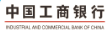 中国工商银行
INDUSTRIAL AND COMMERCIAL BANK OF CHINA